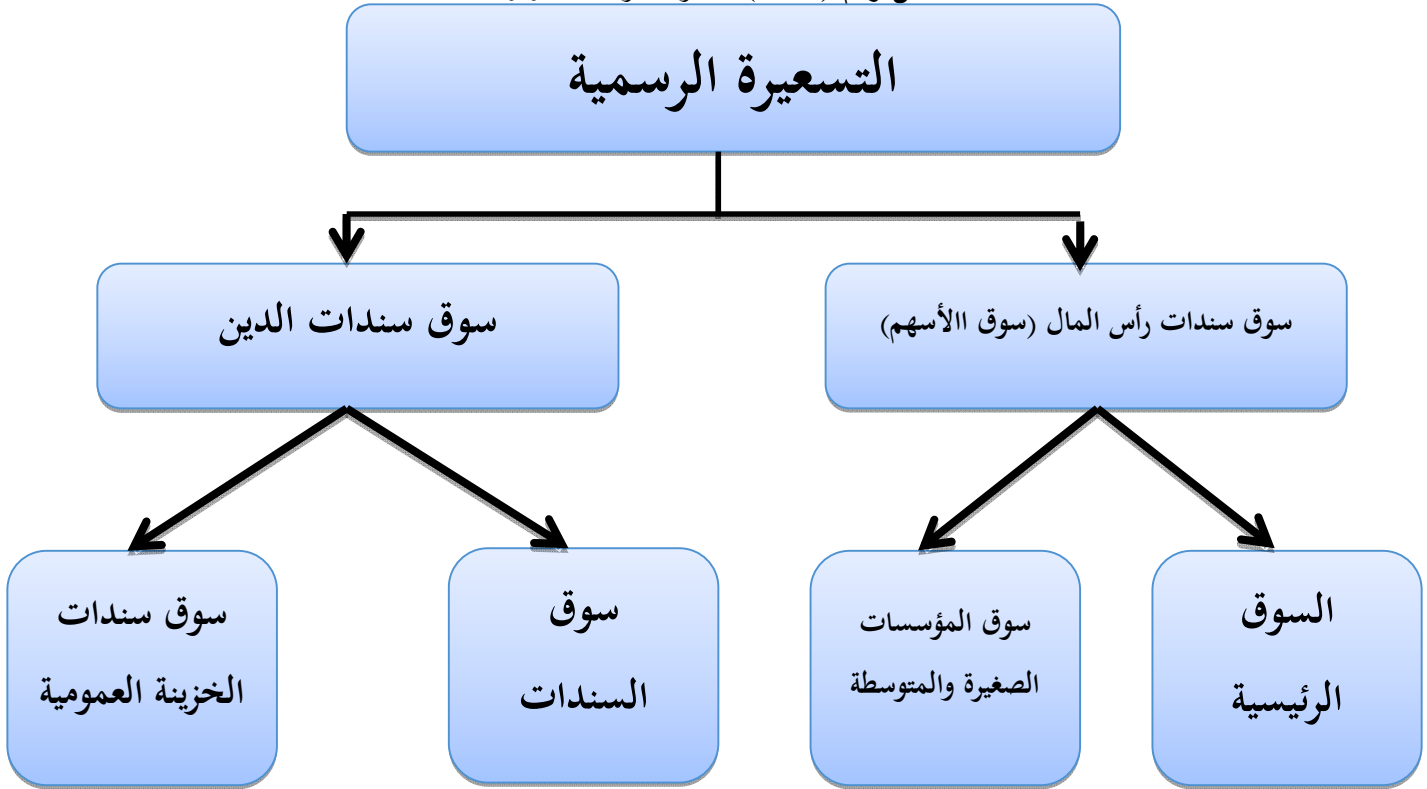 التسعيرة الرسمية
سوق سندات رأس المال (سوق االأسهم)
سوق سندات الدين
السوق
الرئيسية
سوق المؤسسات
الصغيرة والمتوسطة
سوق
السندات
سوق سندات
الخزينة العمومية